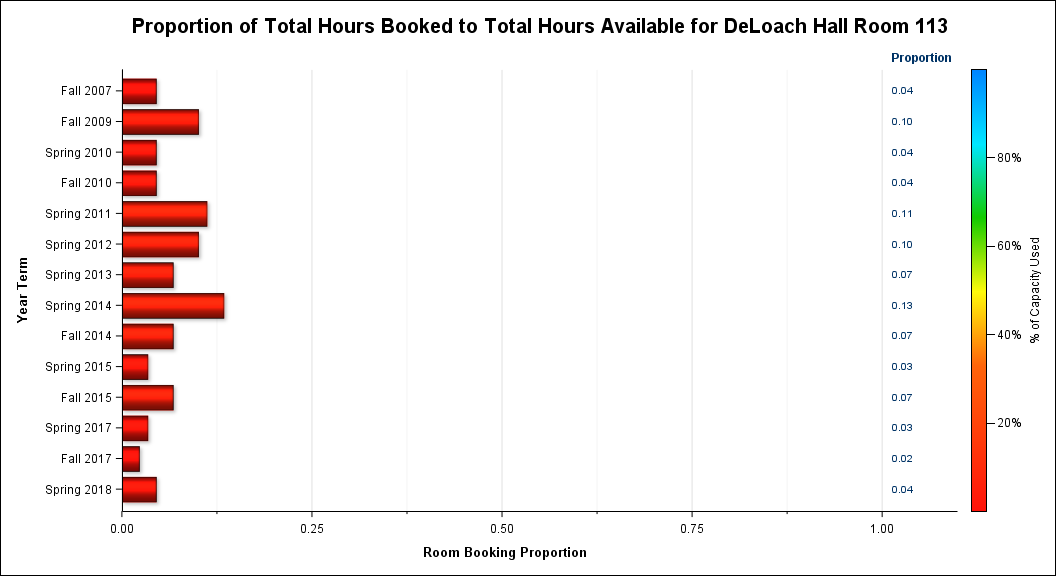 Proportion of Total Hours Booked to Total Hours Available for DeLoach Hall Room 113
Proportion
Fall 2007 0.04
Fall 2009 0.10
Spring 2010 0.04
Fall 2010 0.04
Spring 2011 0.11
Spring 2012 0.10
Spring 2013 0.07
Spring 2014 0.13
Fall 2014 0.07
Spring 2015 0.03
Fall 2015 0.07
Spring 2017 0.03
Fall 2017 0.02
Spring 2018 0.04
Year Term
80%
60%
40%
20%
% of Capacity Used
0.00 0.25 0.50 0.75 1.00
Room Booking Proportion